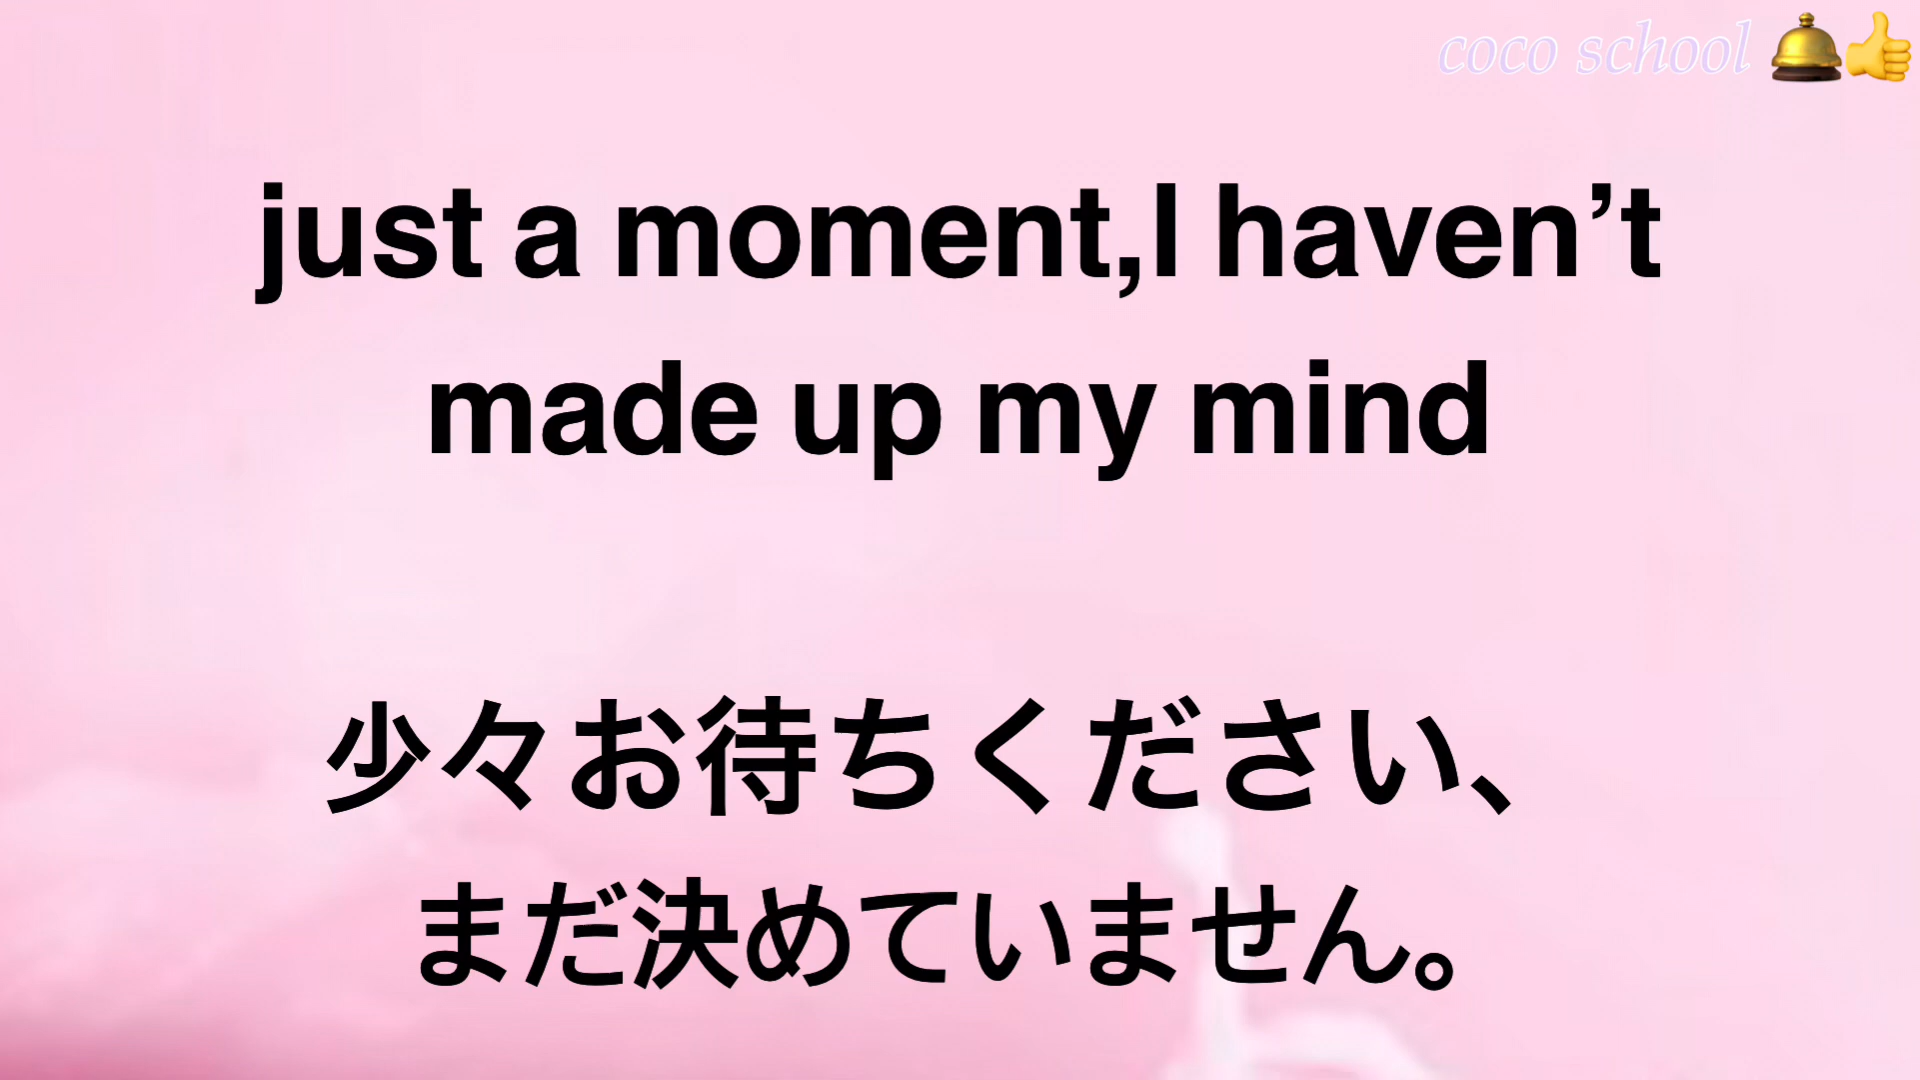 coco school 🛎️👍
just a moment,I haven’t
made up my mind
少々お待ちください、
まだ決めていません。